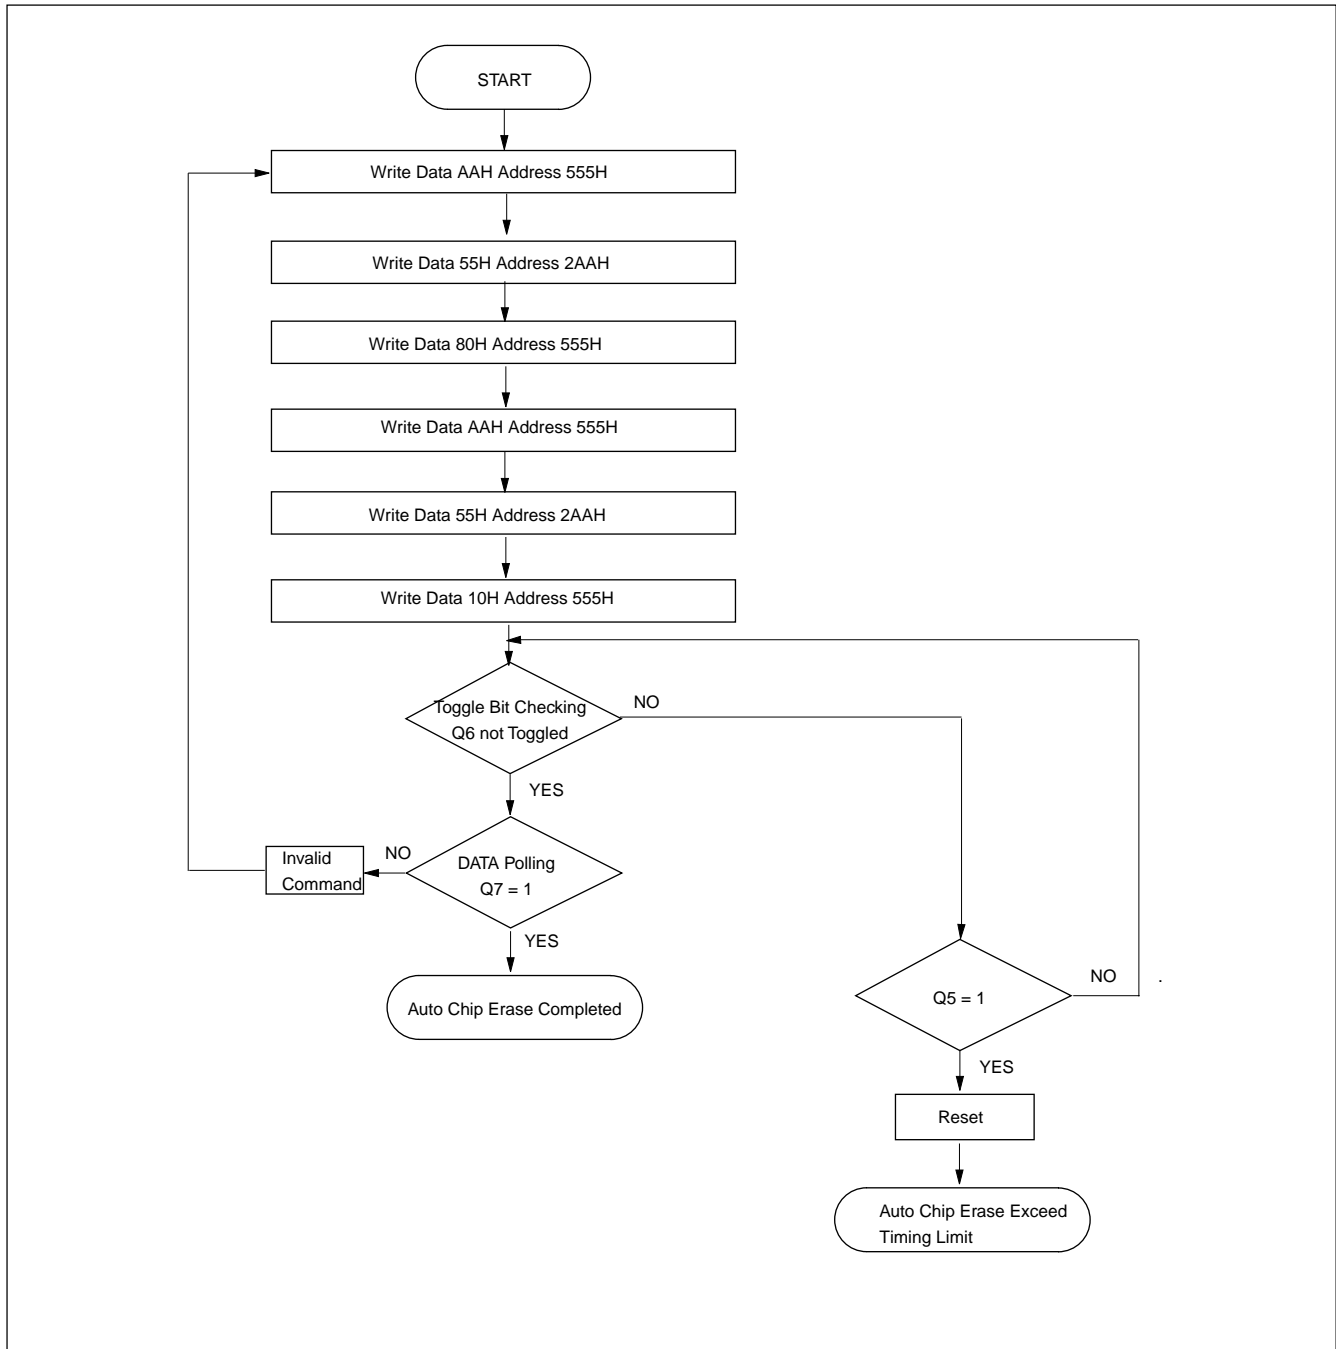 START
Write Data AAH Address 555H
Write Data 55H Address 2AAH
Write Data 80H Address 555H
Write Data AAH Address 555H
Write Data 55H Address 2AAH
Write Data 10H Address 555H
Toggle Bit Checking
Q6 not Toggled
NO
YES
Invalid
Command
NO
DATA Polling
Q7 = 1
YES
Auto Chip Erase Completed
Q5 = 1
NO
.
YES
Reset
Auto Chip Erase Exceed
Timing Limit